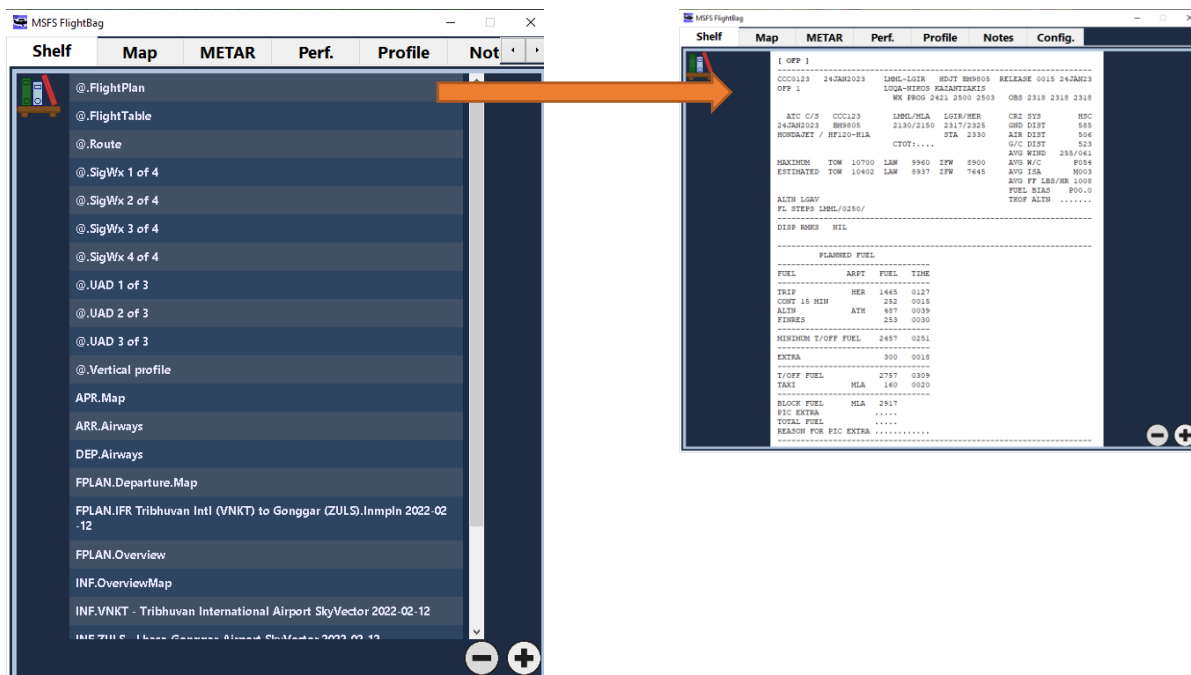 MSFS FlightBag
Shelf Map METAR Perf. Profile Not
@.FlightPlan
@.FlightTable
@.Route
@.SigWx 1 of 4
@.SigWx 2 of 4
@.SigWx 3 of 4
@.SigWx 4 of 4
@.UAD 1 of 3
@.UAD 2 of 3
@.UAD 3 of 3
@.Vertical profile
APR.Map
ARR.Airways
DEP.Airways
FPLAN.Departure.Map
FPLAN.IFR Tribhuvan Intl (VNKT) to Gonggar (ZULS).lnmpln 2022-02
-12
FPLAN.Overview
INF.OverviewMap
INF.VNKT - Tribhuvan International Airport SkyVector 2022-02-12
INF.ZULS - Lhasa Gonggar Airport SkyVector 2022-02-12
MSFS FlightBag
Shelf Map METAR Perf. Profile Notes Config.
[ OFP ]
CCC0123 24JAN2023 LMML-LGIR HDJT BM9805 RELEASE 0015 24JAN23
OFP 1 LUQA-NIKOS KAZANTZAKIS
WX PROG 2421 2500 2503 OBS 2318 2318 2318
ATC C/S CCC123 LMML/MLA LGIR/HER CRZ SYS HSC
24JAN2023 BM9805 2130/2150 2317/2325 GND DIST 585
HONDAJET / HF120-H1A STA 2330 AIR DIST 506
CTOT:.... G/C DIST 523
AVG WIND 255/061
MAXIMUM TOW 10700 LAW 9960 ZFW 8900 AVG W/C P054
ESTIMATED TOW 10402 LAW 8937 ZFW 7645 AVG ISA M003
AVG FF LBS/HR 1008
FUEL BIAS P00.0
ALTN LGAV TKOF ALTN .......
FL STEPS LMML/0250/
DISP RMKS NIL
PLANNED FUEL
FUEL ARPT FUEL TIME
TRIP HER 1465 0127
CONT 15 MIN 252 0015
ALTN ATH 487 0039
FINRES 253 0030
MINIMUM T/OFF FUEL 2457 0251
EXTRA 300 0018
T/OFF FUEL 2757 0309
TAXI MLA 160 0020
BLOCK FUEL MLA 2917
PIC EXTRA .....
TOTAL FUEL .....
REASON FOR PIC EXTRA ............